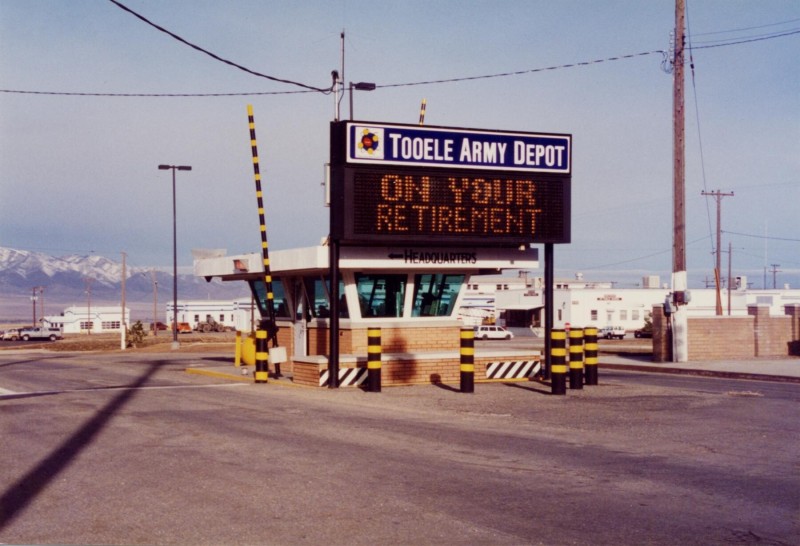 TOOELE ARMY DEPOT
ON YOUR
RETIREMENT
HEADQUARTERS